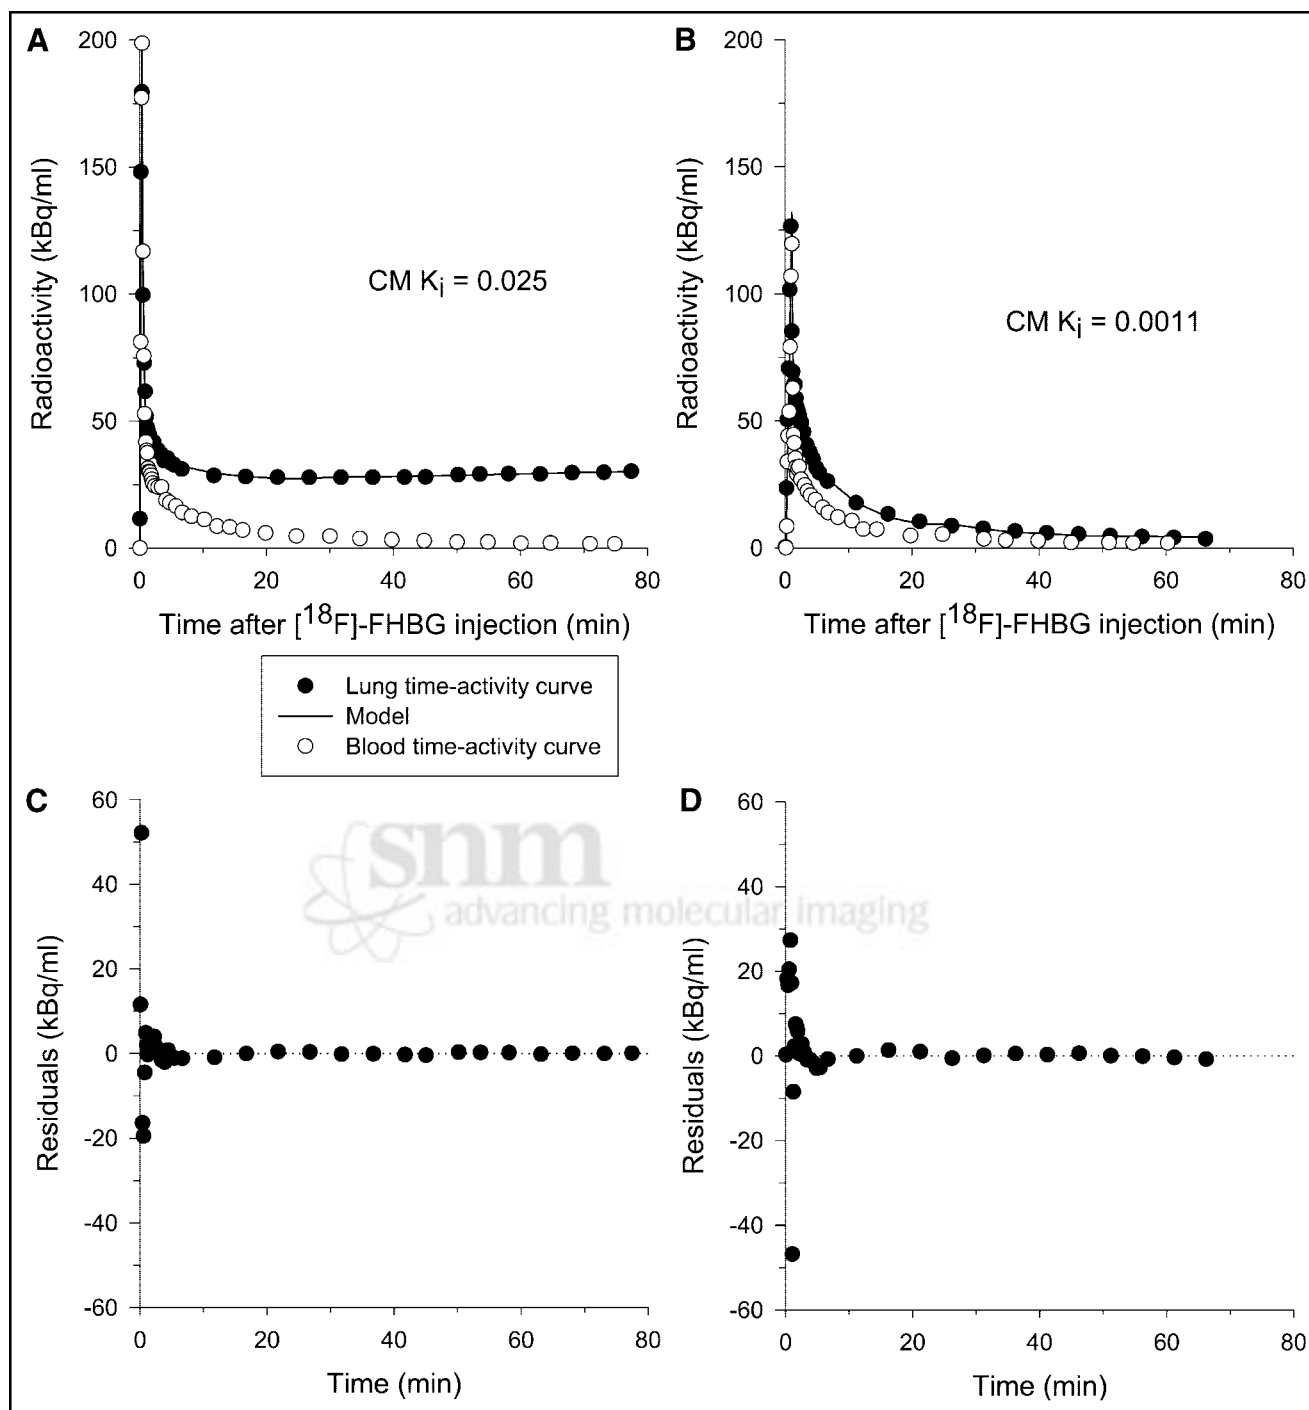 A
B
200
150
100
50
0
Radioactivity (kBq/ml)
CM Ki = 0.025
0 20 40 60 80
Time after [18F]-FHBG injection (min)
200
150
100
50
0
Radioactivity (kBq/ml)
CM Ki = 0.0011
0 20 40 60 80
Time after [18F]-FHBG injection (min)
Lung time-activity curve
Model
Blood time-activity curve
C
D
60
40
20
0
-20
-40
-60
Residuals (kBq/ml)
0 20 40 60 80
Time (min)
60
40
20
0
-20
-40
-60
Residuals (kBq/ml)
0 20 40 60 80
Time (min)
snm
advancing molecular imaging